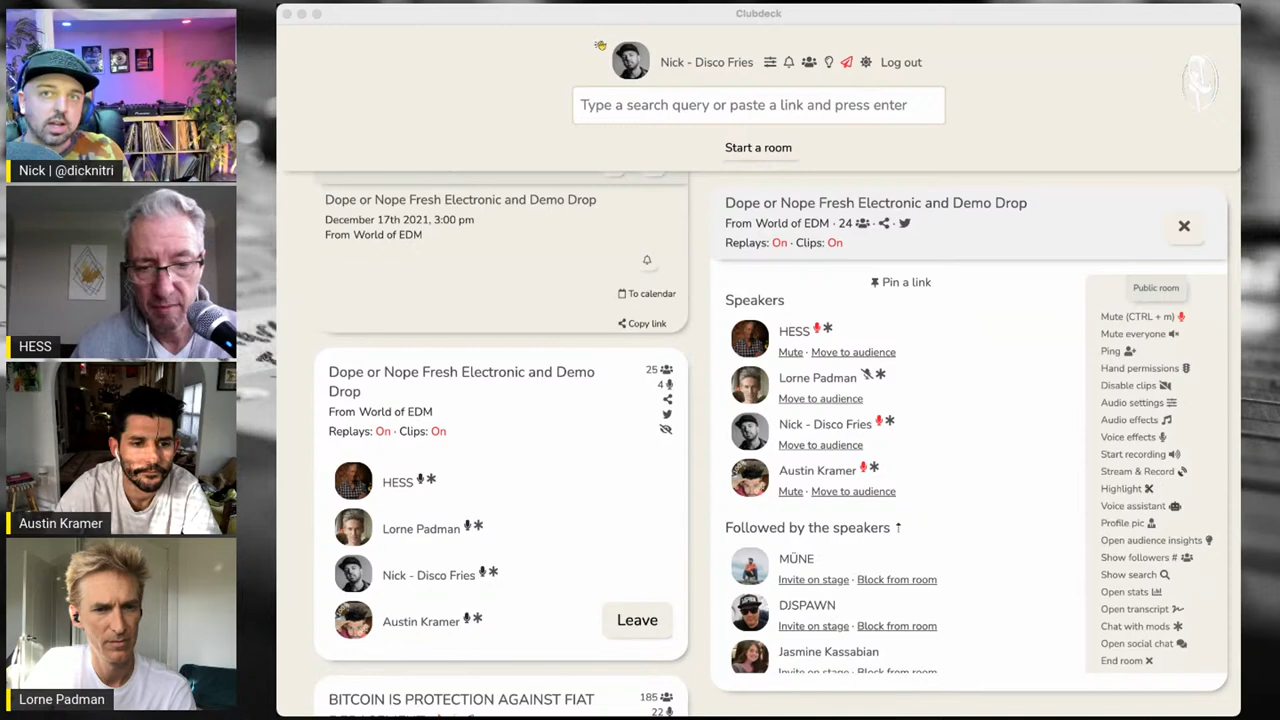 Nick | @dicknitri
HESS
Austin Kramer
Lorne Padman
Clubdeck
Nick - Disco Fries
Log out
Type a search query or paste a link and press enter
Start a room
Dope or Nope Fresh Electronic and Demo Drop
December 17th 2021, 3:00 pm
From World of EDM
To calendar
Copy link
Dope or Nope Fresh Electronic and Demo
Drop
25
4
From World of EDM
Replays: On · Clips: On
HESS
Lorne Padman
Nick - Disco Fries
Austin Kramer
Leave
BITCOIN IS PROTECTION AGAINST FIAT
185
22
Dope or Nope Fresh Electronic and Demo Drop
From World of EDM · 24
Replays: On · Clips: On
Pin a link
Speakers
HESS
Mute · Move to audience
Lorne Padman
Move to audience
Nick - Disco Fries
Move to audience
Austin Kramer
Mute · Move to audience
Followed by the speakers ↑
MÜNE
Invite on stage · Block from room
DJSPAWN
Invite on stage · Block from room
Jasmine Kassabian
Invite on stage · Block from room
Public room
Mute (CTRL + m)
Mute everyone
Ping
Hand permissions
Disable clips
Audio settings
Audio effects
Voice effects
Start recording
Stream & Record
Highlight
Voice assistant
Profile pic
Open audience insights
Show followers #
Show search
Open stats
Open transcript
Chat with mods
Open social chat
End room